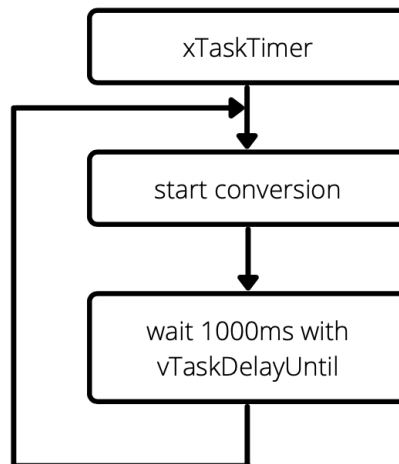 xTaskTimer
start conversion
wait 1000ms with
vTaskDelayUntil